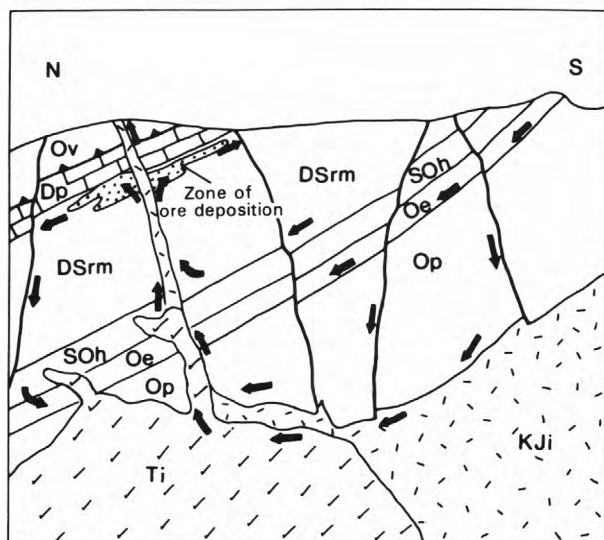 N
S
Ov
Dp
Zone of
ore deposition
DSrm
SOh
Oe
DSrm
Op
SOh
Oe
Op
KJi
Ti